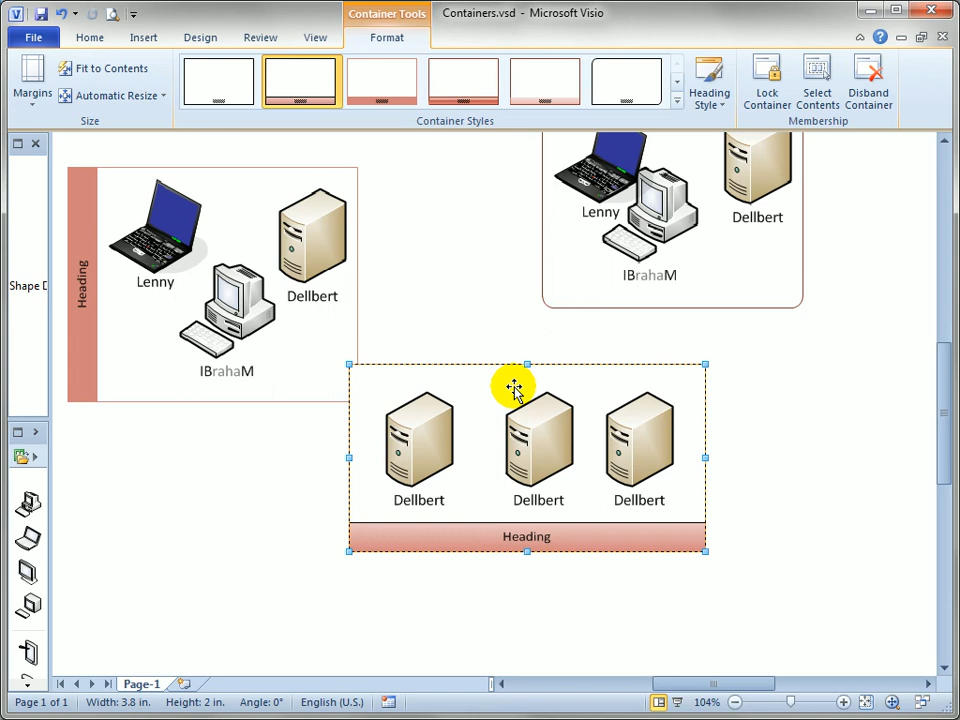 Container Tools
Containers.vsd - Microsoft Visio
File
Home
Insert
Design
Review
View
Format
Margins
Fit to Contents
Automatic Resize
Size
Container Styles
Heading
Style
Lock
Container
Select
Contents
Disband
Container
Membership
Shape D
Heading
Lenny
IBrahaM
Dellbert
Lenny
IBrahaM
Dellbert
Dellbert
Dellbert
Dellbert
Heading
Page-1
Page 1 of 1
Width: 3.8 in.
Height: 2 in.
Angle: 0°
English (U.S.)
104%